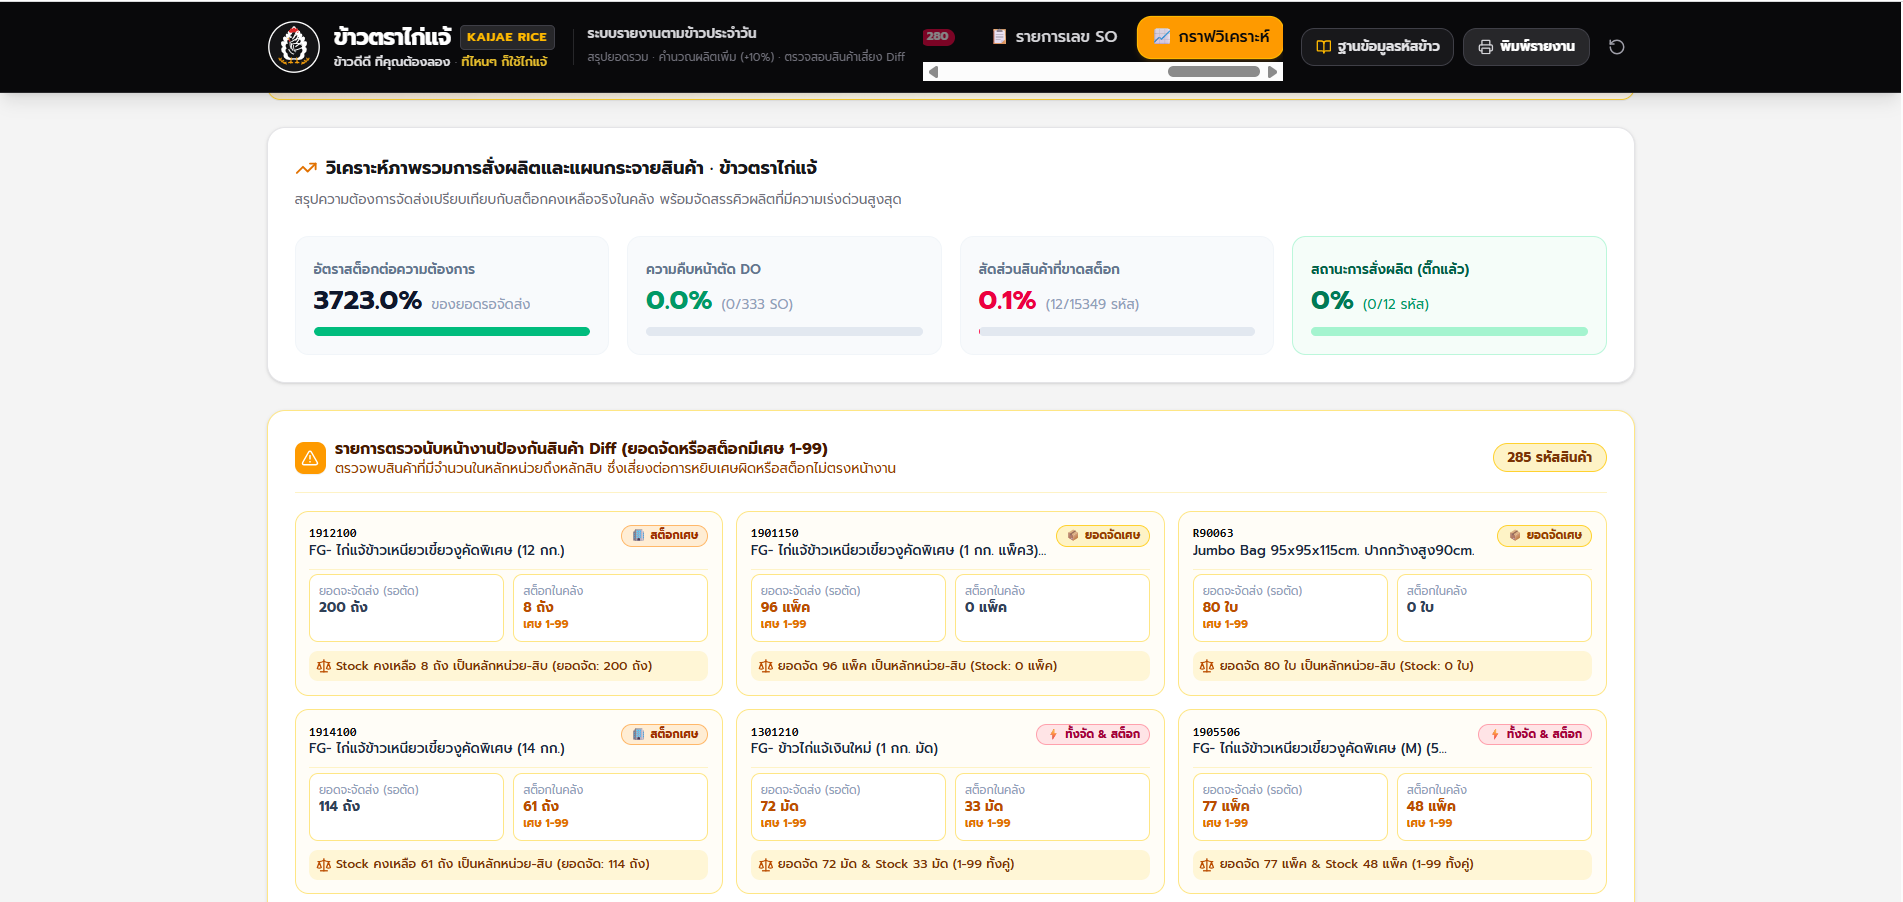 ข้าวตราไก่แจ้ KAIJAE RICE
ข้าวดีดี ที่คุณต้องลอง · ที่ไหนๆ ก็ใช้ไก่แจ้
ระบบรายงานตามข้าวประจำวัน
สรุปยอดรวม · คำนวณผลิตเพิ่ม (+10%) · ตรวจสอบสินค้าเสี่ยง Diff
280
รายการเลข SO
กราฟวิเคราะห์
ฐานข้อมูลรหัสข้าว
พิมพ์รายงาน
วิเคราะห์ภาพรวมการสั่งผลิตและแผนกระจายสินค้า · ข้าวตราไก่แจ้
สรุปความต้องการจัดส่งเปรียบเทียบกับสต็อกคงเหลือจริงในคลัง พร้อมจัดสรรคิวผลิตที่มีความเร่งด่วนสูงสุด
อัตราสต็อกต่อความต้องการ
3723.0% ของยอดรอจัดส่ง
ความคืบหน้าตัด DO
0.0% (0/333 SO)
สัดส่วนสินค้าที่ขาดสต็อก
0.1% (12/15349 รหัส)
สถานะการสั่งผลิต (ติ๊กแล้ว)
0% (0/12 รหัส)
รายการตรวจนับหน้างานป้องกันสินค้า Diff (ยอดจัดหรือสต็อกมีเศษ 1-99)
ตรวจพบสินค้าที่มีจำนวนในหลักหน่วยถึงหลักสิบ ซึ่งเสี่ยงต่อการหยิบเศษผิดหรือสต็อกไม่ตรงหน้างาน
285 รหัสสินค้า
1912100
FG- ไก่แจ้ข้าวเหนียวเขี้ยวงูคัดพิเศษ (12 กก.)
สต็อกเศษ
ยอดจะจัดส่ง (รอตัด)
200 ถัง
สต็อกในคลัง
8 ถัง
เศษ 1-99
Stock คงเหลือ 8 ถัง เป็นหลักหน่วย-สิบ (ยอดจัด: 200 ถัง)
1901150
FG- ไก่แจ้ข้าวเหนียวเขี้ยวงูคัดพิเศษ (1 กก. แพ็ค3)...
ยอดจัดเศษ
ยอดจะจัดส่ง (รอตัด)
96 แพ็ค
เศษ 1-99
สต็อกในคลัง
0 แพ็ค
ยอดจัด 96 แพ็ค เป็นหลักหน่วย-สิบ (Stock: 0 แพ็ค)
R90063
Jumbo Bag 95x95x115cm. ปากกว้างสูง90cm.
ยอดจัดเศษ
ยอดจะจัดส่ง (รอตัด)
80 ใบ
เศษ 1-99
สต็อกในคลัง
0 ใบ
ยอดจัด 80 ใบ เป็นหลักหน่วย-สิบ (Stock: 0 ใบ)
1914100
FG- ไก่แจ้ข้าวเหนียวเขี้ยวงูคัดพิเศษ (14 กก.)
สต็อกเศษ
ยอดจะจัดส่ง (รอตัด)
114 ถัง
สต็อกในคลัง
61 ถัง
เศษ 1-99
Stock คงเหลือ 61 ถัง เป็นหลักหน่วย-สิบ (ยอดจัด: 114 ถัง)
1301210
FG- ข้าวไก่แจ้เงินใหม่ (1 กก. มัด)
ทั้งจัด & สต็อก
ยอดจะจัดส่ง (รอตัด)
72 มัด
เศษ 1-99
สต็อกในคลัง
33 มัด
เศษ 1-99
ยอดจัด 72 มัด & Stock 33 มัด (1-99 ทั้งคู่)
1905506
FG- ไก่แจ้ข้าวเหนียวเขี้ยวงูคัดพิเศษ (M) (5...
ทั้งจัด & สต็อก
ยอดจะจัดส่ง (รอตัด)
77 แพ็ค
เศษ 1-99
สต็อกในคลัง
48 แพ็ค
เศษ 1-99
ยอดจัด 77 แพ็ค & Stock 48 แพ็ค (1-99 ทั้งคู่)